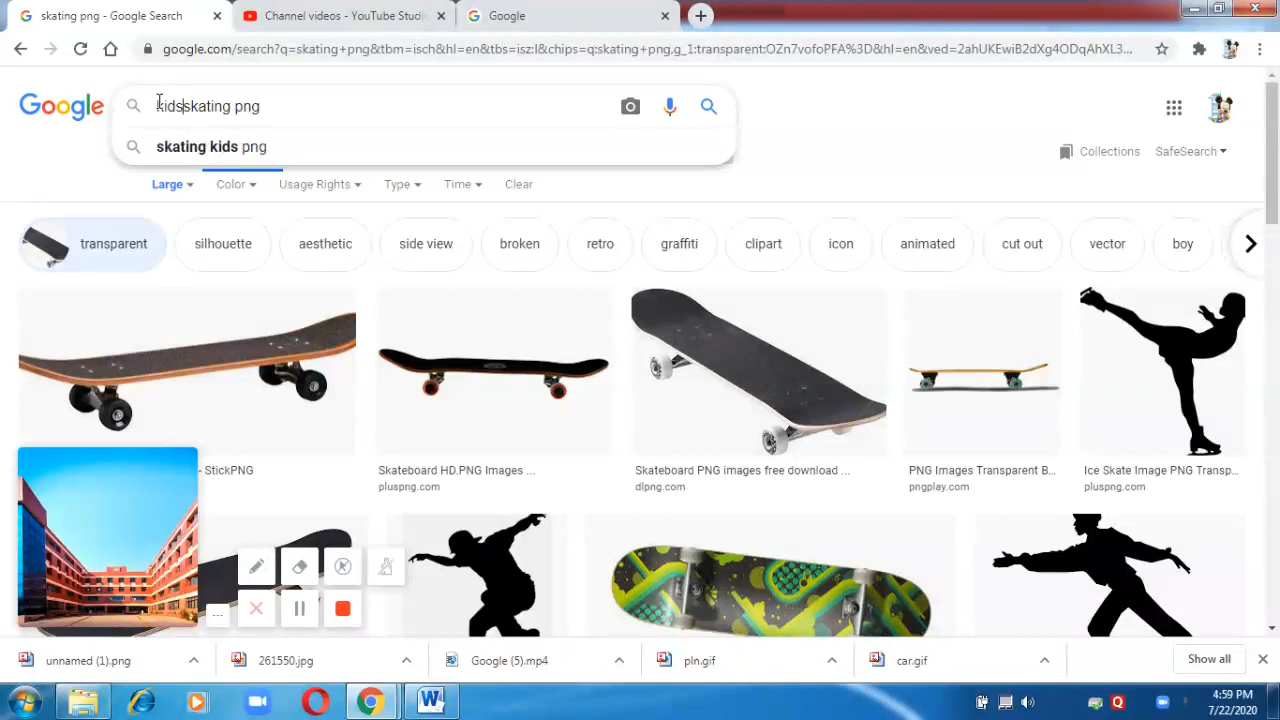 skating png - Google Search
Channel videos - YouTube Studi
Google
google.com/search?q=skating+png&tbm=isch&hl=en&tbs=isz:l&chips=q:skating+png,g_1:transparent:OZn7vofoPFA%3D&hl=en&ved=2ahUKEwiB2dXg4ODqAhXL3...
Google
kidsskating png
skating kids png
Collections
SafeSearch
Large
Color
Usage Rights
Type
Time
Clear
transparent
silhouette
aesthetic
side view
broken
retro
graffiti
clipart
icon
animated
cut out
vector
boy
- StickPNG
Skateboard HD.PNG Images ...
pluspng.com
Skateboard PNG images free download ...
dlpng.com
PNG Images Transparent B...
pngplay.com
Ice Skate Image PNG Transp...
pluspng.com
...
unnamed (1).png
261550.jpg
Google (5).mp4
pln.gif
car.gif
Show all
4:59 PM
7/22/2020